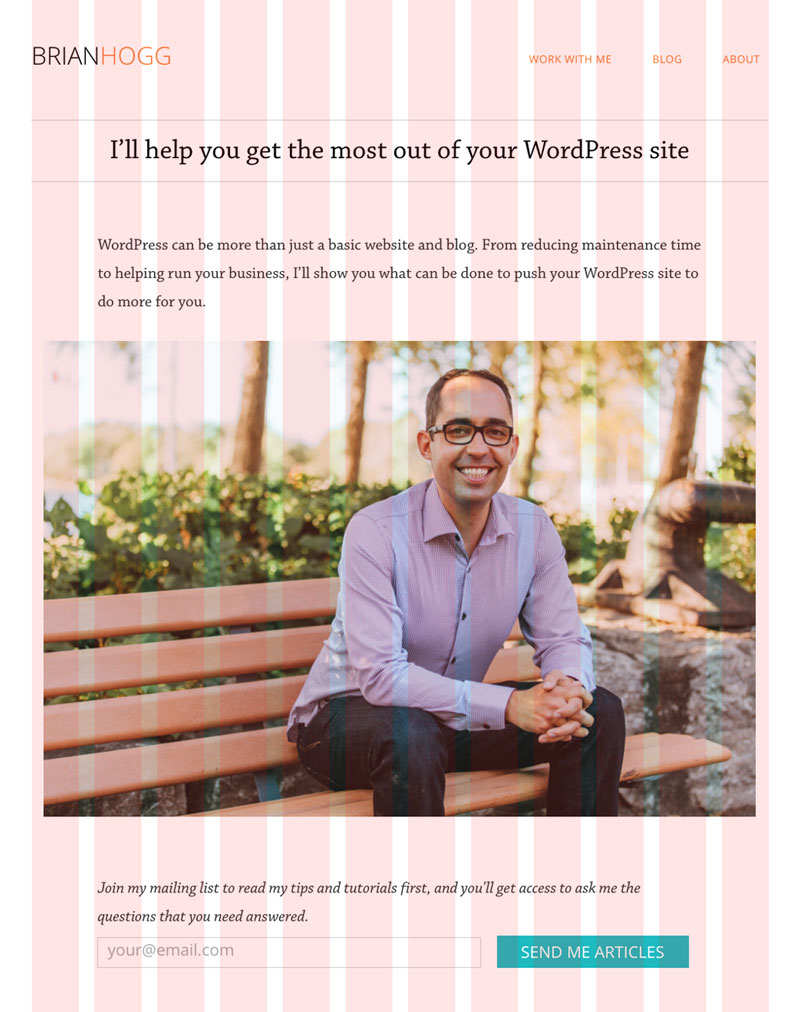 BRIANHOGG
WORK WITH ME BLOG ABOUT
I’ll help you get the most out of your WordPress site
WordPress can be more than just a basic website and blog. From reducing maintenance time
to helping run your business, I’ll show you what can be done to push your WordPress site to
do more for you.
Join my mailing list to read my tips and tutorials first, and you'll get access to ask me the
questions that you need answered.
your@email.com
SEND ME ARTICLES